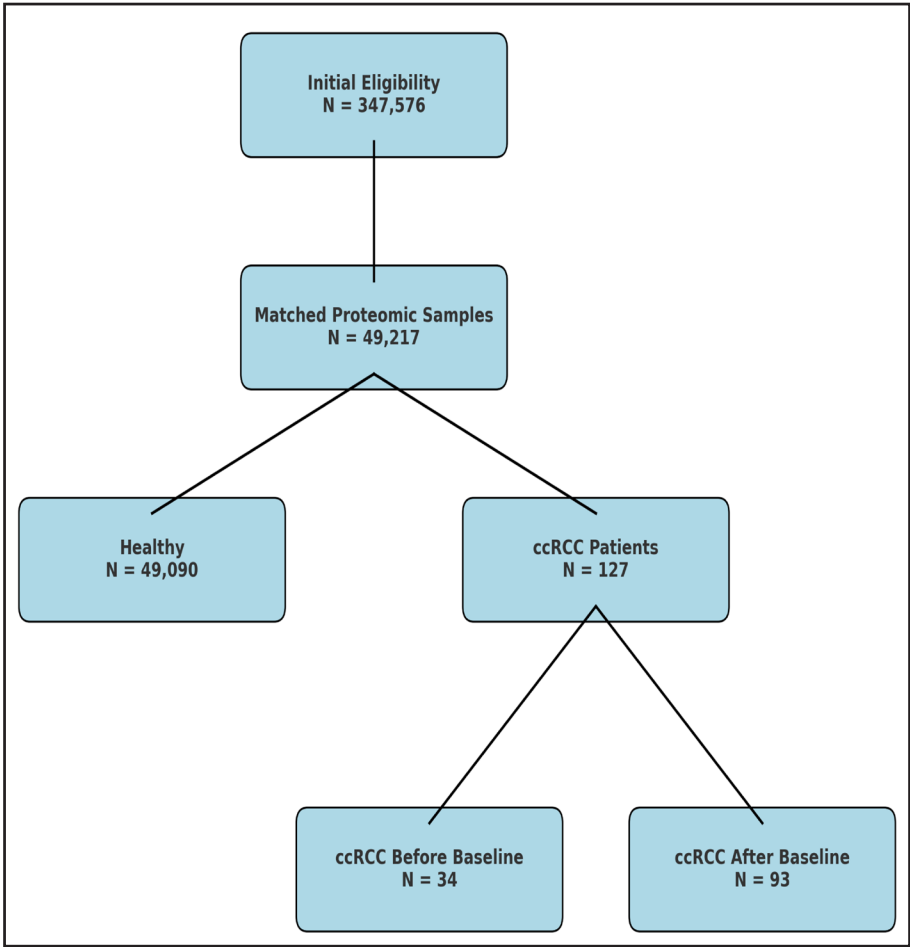 Initial Eligibility
N = 347,576
Matched Proteomic Samples
N = 49,217
Healthy
N = 49,090
ccRCC Patients
N = 127
ccRCC Before Baseline
N = 34
ccRCC After Baseline
N = 93